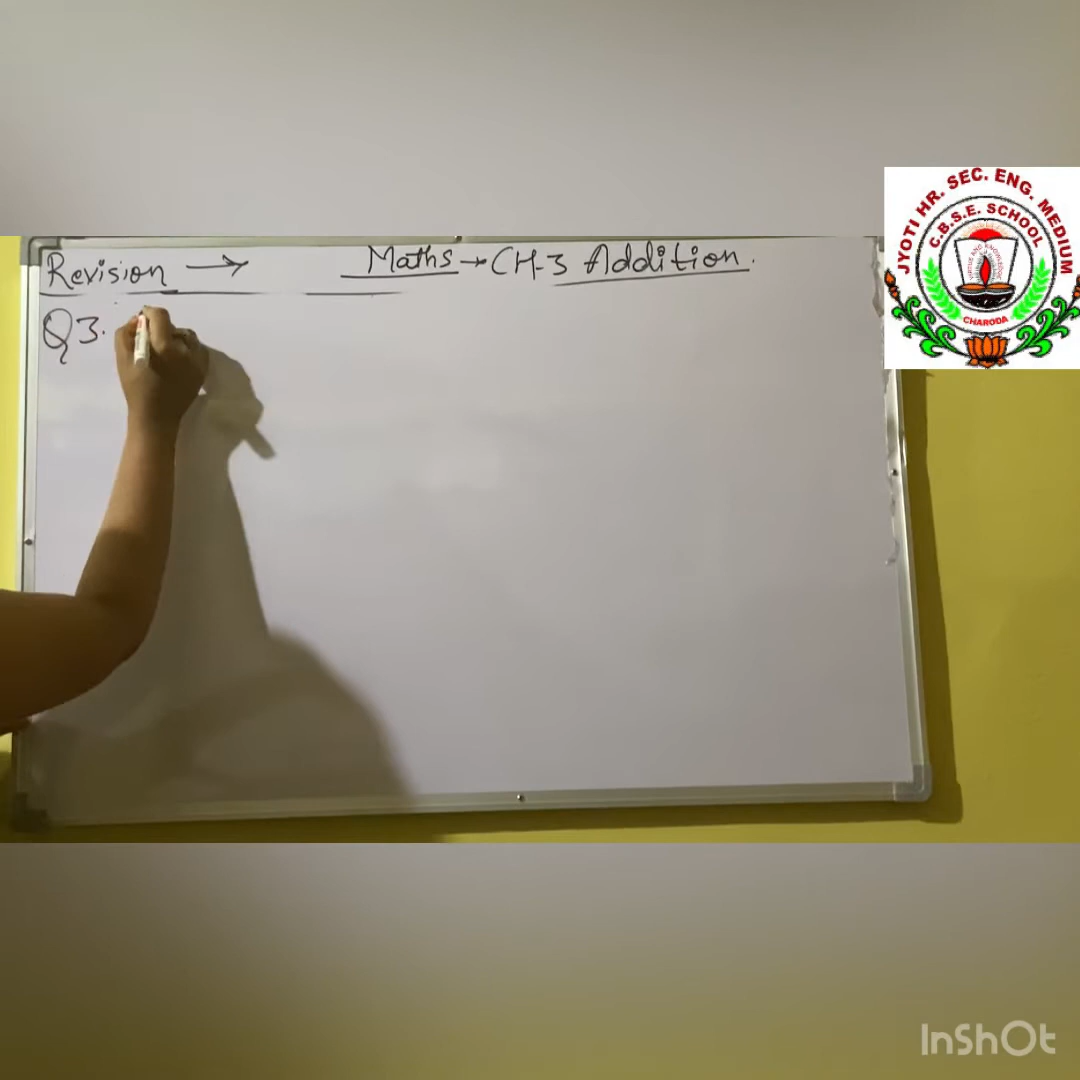 Revision → Maths → CH-3 Addition.
Q3.
JYOTI HR. SEC. ENG. MEDIUM
C.B.S.E. SCHOOL
CHARODA
InShOt